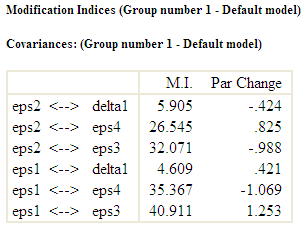 Modification Indices (Group number 1 - Default model)
Covariances: (Group number 1 - Default model)
M.I. Par Change
eps2 <--> delta1 5.905 -.424
eps2 <--> eps4 26.545 .825
eps2 <--> eps3 32.071 -.988
eps1 <--> delta1 4.609 .421
eps1 <--> eps4 35.367 -1.069
eps1 <--> eps3 40.911 1.253